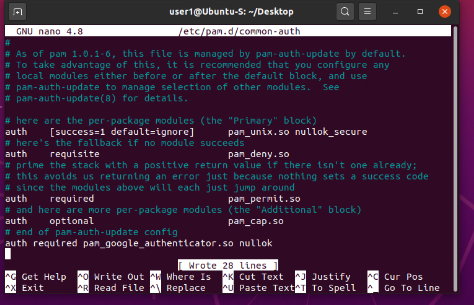 user1@Ubuntu-S: ~/Desktop
GNU nano 4.8 /etc/pam.d/common-auth
#
# As of pam 1.0.1-6, this file is managed by pam-auth-update by default.
# To take advantage of this, it is recommended that you configure any
# local modules either before or after the default block, and use
# pam-auth-update to manage selection of other modules. See
# pam-auth-update(8) for details.
# here are the per-package modules (the "Primary" block)
auth [success=1 default=ignore] pam_unix.so nullok_secure
# here's the fallback if no module succeeds
auth requisite pam_deny.so
# prime the stack with a positive return value if there isn't one already;
# this avoids us returning an error just because nothing sets a success code
# since the modules above will each just jump around
auth required pam_permit.so
# and here are more per-package modules (the "Additional" block)
auth optional pam_cap.so
# end of pam-auth-update config
auth required pam_google_authenticator.so nullok
[ Wrote 28 lines ]
^G Get Help ^O Write Out ^W Where Is ^K Cut Text ^J Justify ^C Cur Pos
^X Exit ^R Read File ^\ Replace ^U Paste Text ^T To Spell ^_ Go To Line